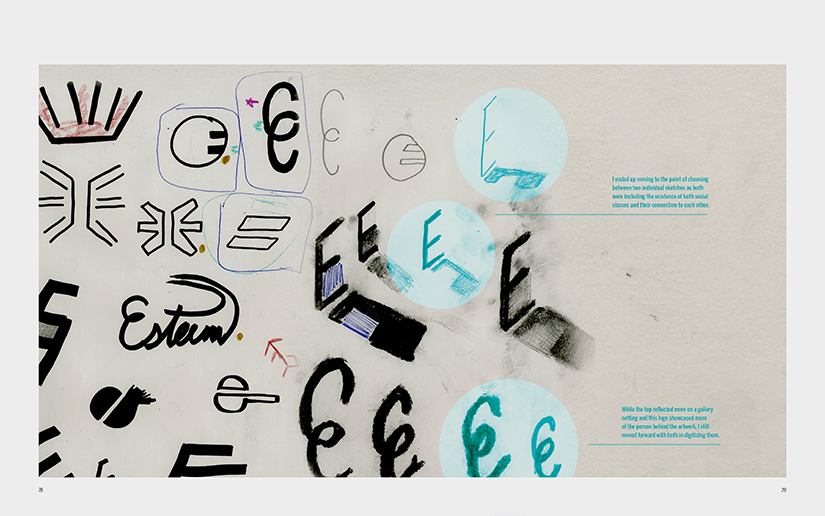 I ended up coming to the point of choosing
between two individual sketches as both
were including the existence of both social
classes and their connection to each other.
Esteem
While the top reflected more on a gallery
setting and this logo showcased more
of the person behind the artwork, I still
moved forward with both in digitizing them.
28
29